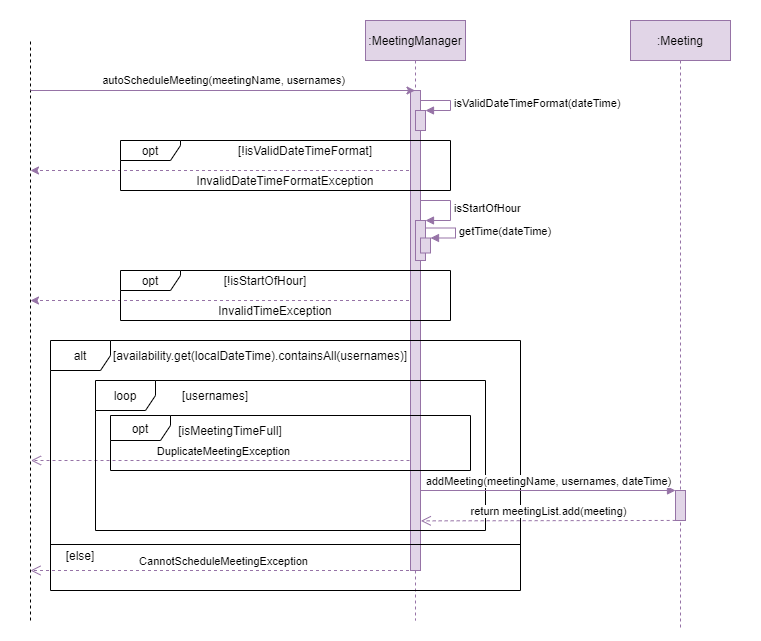 :MeetingManager
:Meeting
autoScheduleMeeting(meetingName, usernames)
isValidDateTimeFormat(dateTime)
opt
[!isValidDateTimeFormat]
InvalidDateTimeFormatException
isStartOfHour
getTime(dateTime)
opt
[!isStartOfHour]
InvalidTimeException
alt
[availability.get(localDateTime).containsAll(usernames)]
loop
[usernames]
opt
[isMeetingTimeFull]
DuplicateMeetingException
addMeeting(meetingName, usernames, dateTime)
return meetingList.add(meeting)
[else]
CannotScheduleMeetingException